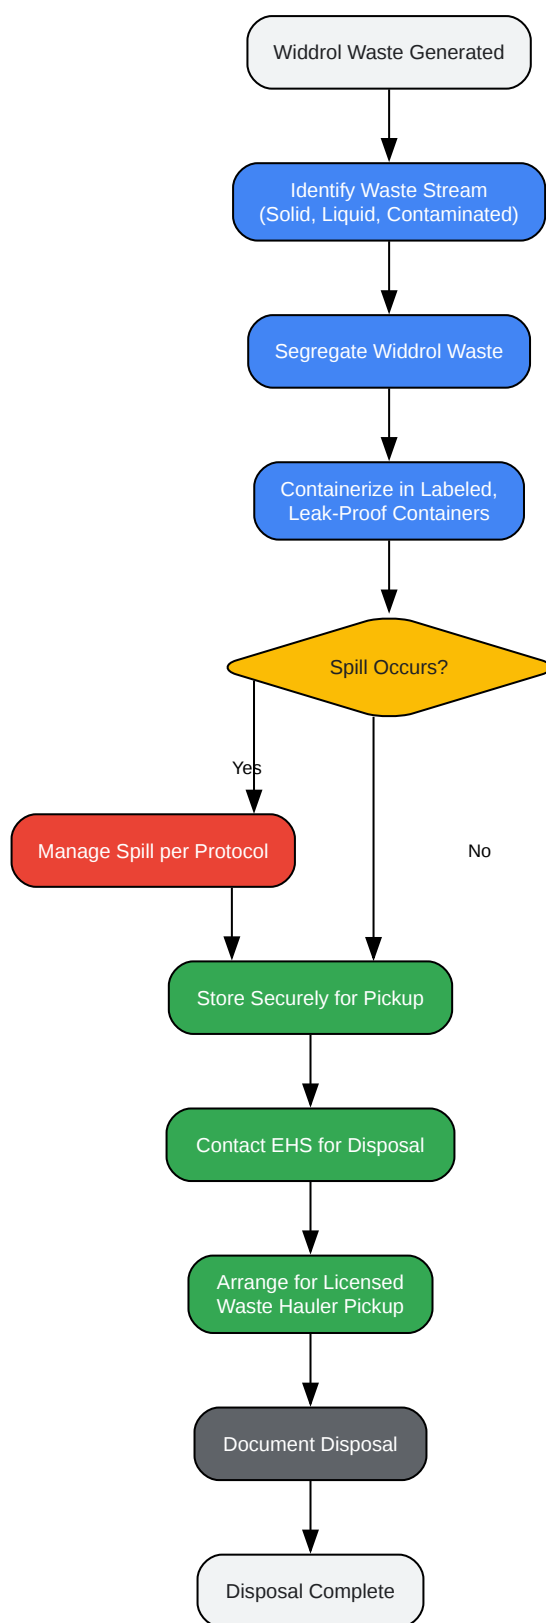 Widdrol Waste Generated
Identify Waste Stream
(Solid, Liquid, Contaminated)
Segregate Widdrol Waste
Containerize in Labeled,
Leak-Proof Containers
Spill Occurs?
Yes
Manage Spill per Protocol
No
Store Securely for Pickup
Contact EHS for Disposal
Arrange for Licensed
Waste Hauler Pickup
Document Disposal
Disposal Complete